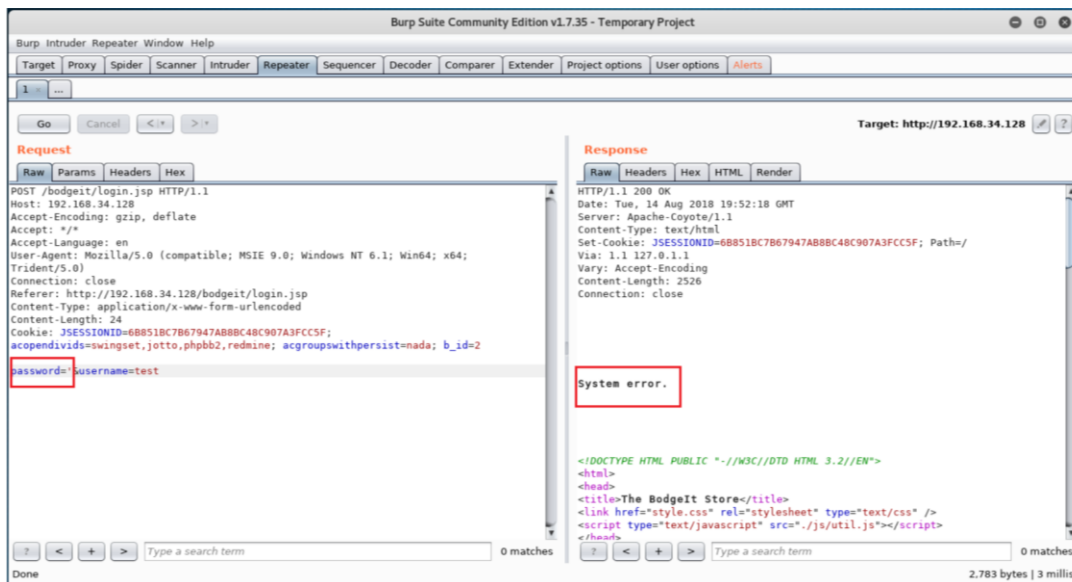 Burp Suite Community Edition v1.7.35 - Temporary Project
Burp Intruder Repeater Window Help
Target Proxy Spider Scanner Intruder Repeater Sequencer Decoder Comparer Extender Project options User options Alerts
1 × ...
Go Cancel < > Target: http://192.168.34.128 ?
Request
Raw Params Headers Hex
POST /bodgeit/login.jsp HTTP/1.1
Host: 192.168.34.128
Accept-Encoding: gzip, deflate
Accept: */*
Accept-Language: en
User-Agent: Mozilla/5.0 (compatible; MSIE 9.0; Windows NT 6.1; Win64; x64;
Trident/5.0)
Connection: close
Referer: http://192.168.34.128/bodgeit/login.jsp
Content-Type: application/x-www-form-urlencoded
Content-Length: 24
Cookie: JSESSIONID=6B851BC7B67947AB8BC48C907A3FCC5F;
acopendivids=swingset,jotto,phpbb2,redmine; acgroupswithpersist=nada; b_id=2
password='&username=test
? < + > Type a search term 0 matches
Response
Raw Headers Hex HTML Render
HTTP/1.1 200 OK
Date: Tue, 14 Aug 2018 19:52:18 GMT
Server: Apache-Coyote/1.1
Content-Type: text/html
Set-Cookie: JSESSIONID=6B851BC7B67947AB8BC48C907A3FCC5F; Path=/
Via: 1.1 127.0.1.1
Vary: Accept-Encoding
Content-Length: 2526
Connection: close
System error.
<!DOCTYPE HTML PUBLIC "-//W3C//DTD HTML 3.2//EN">
<html>
<head>
<title>The BodgeIt Store</title>
<link href="style.css" rel="stylesheet" type="text/css" />
<script type="text/javascript" src="./js/util.js"></script>
</head>
? < + > Type a search term 0 matches
Done 2,783 bytes | 3 millis